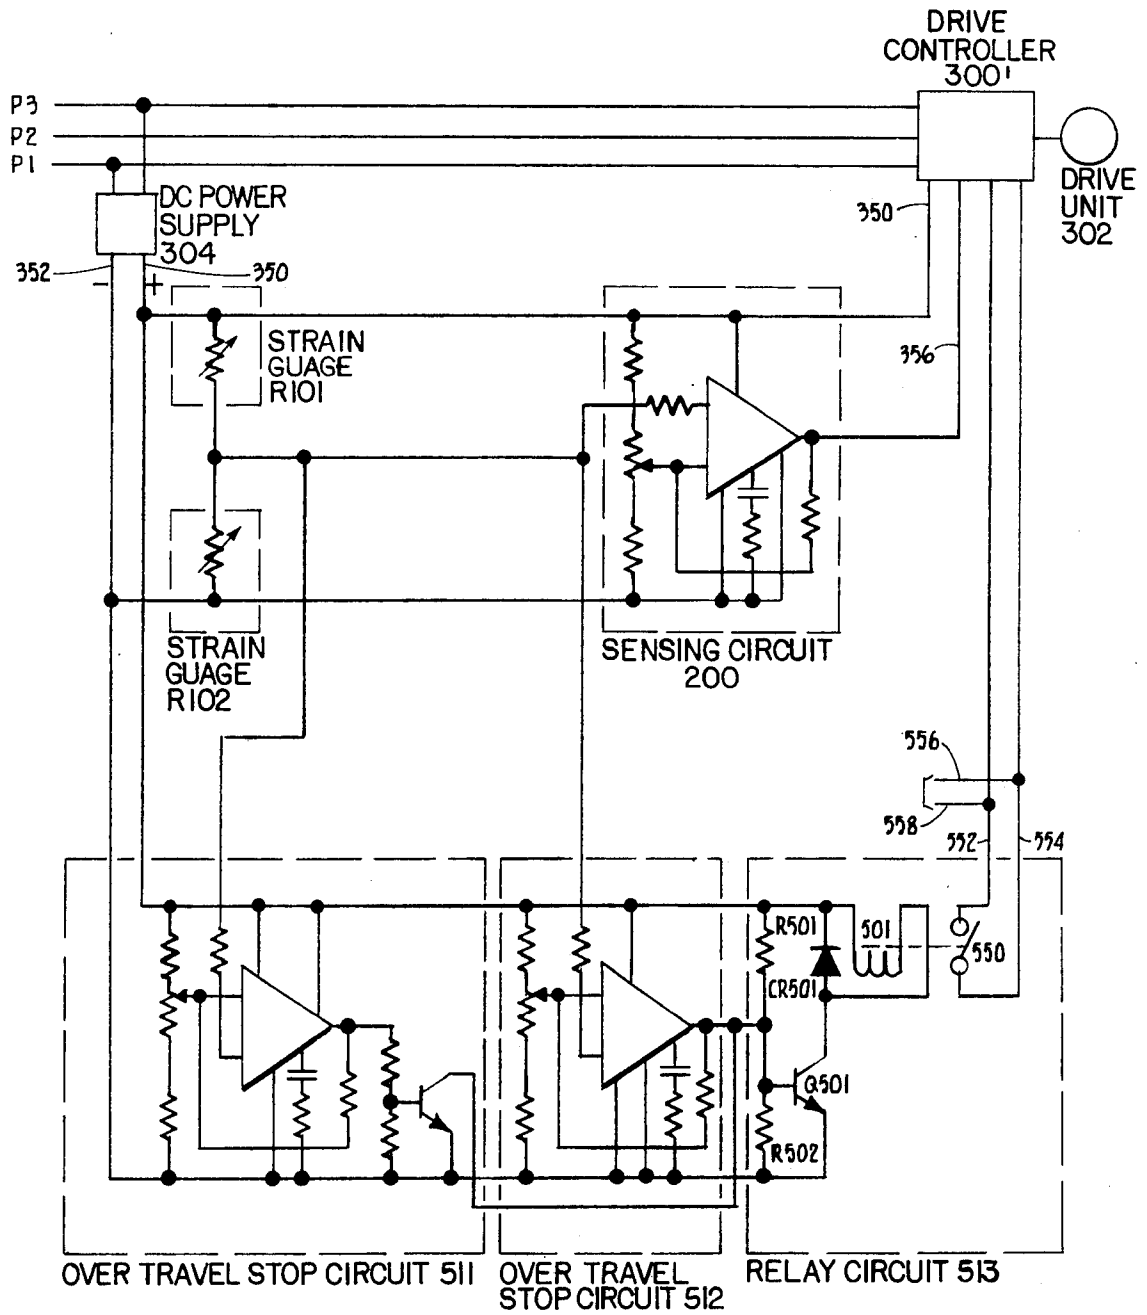 DRIVE
CONTROLLER
300'
P3
P2
P1
DC POWER
SUPPLY
304
DRIVE
UNIT
302
350
352
350
- +
STRAIN
GUAGE
R101
356
STRAIN
GUAGE
R102
SENSING CIRCUIT
200
556
558
552
554
R501
501
550
CR501
Q501
R502
OVER TRAVEL STOP CIRCUIT 511
OVER TRAVEL
STOP CIRCUIT 512
RELAY CIRCUIT 513